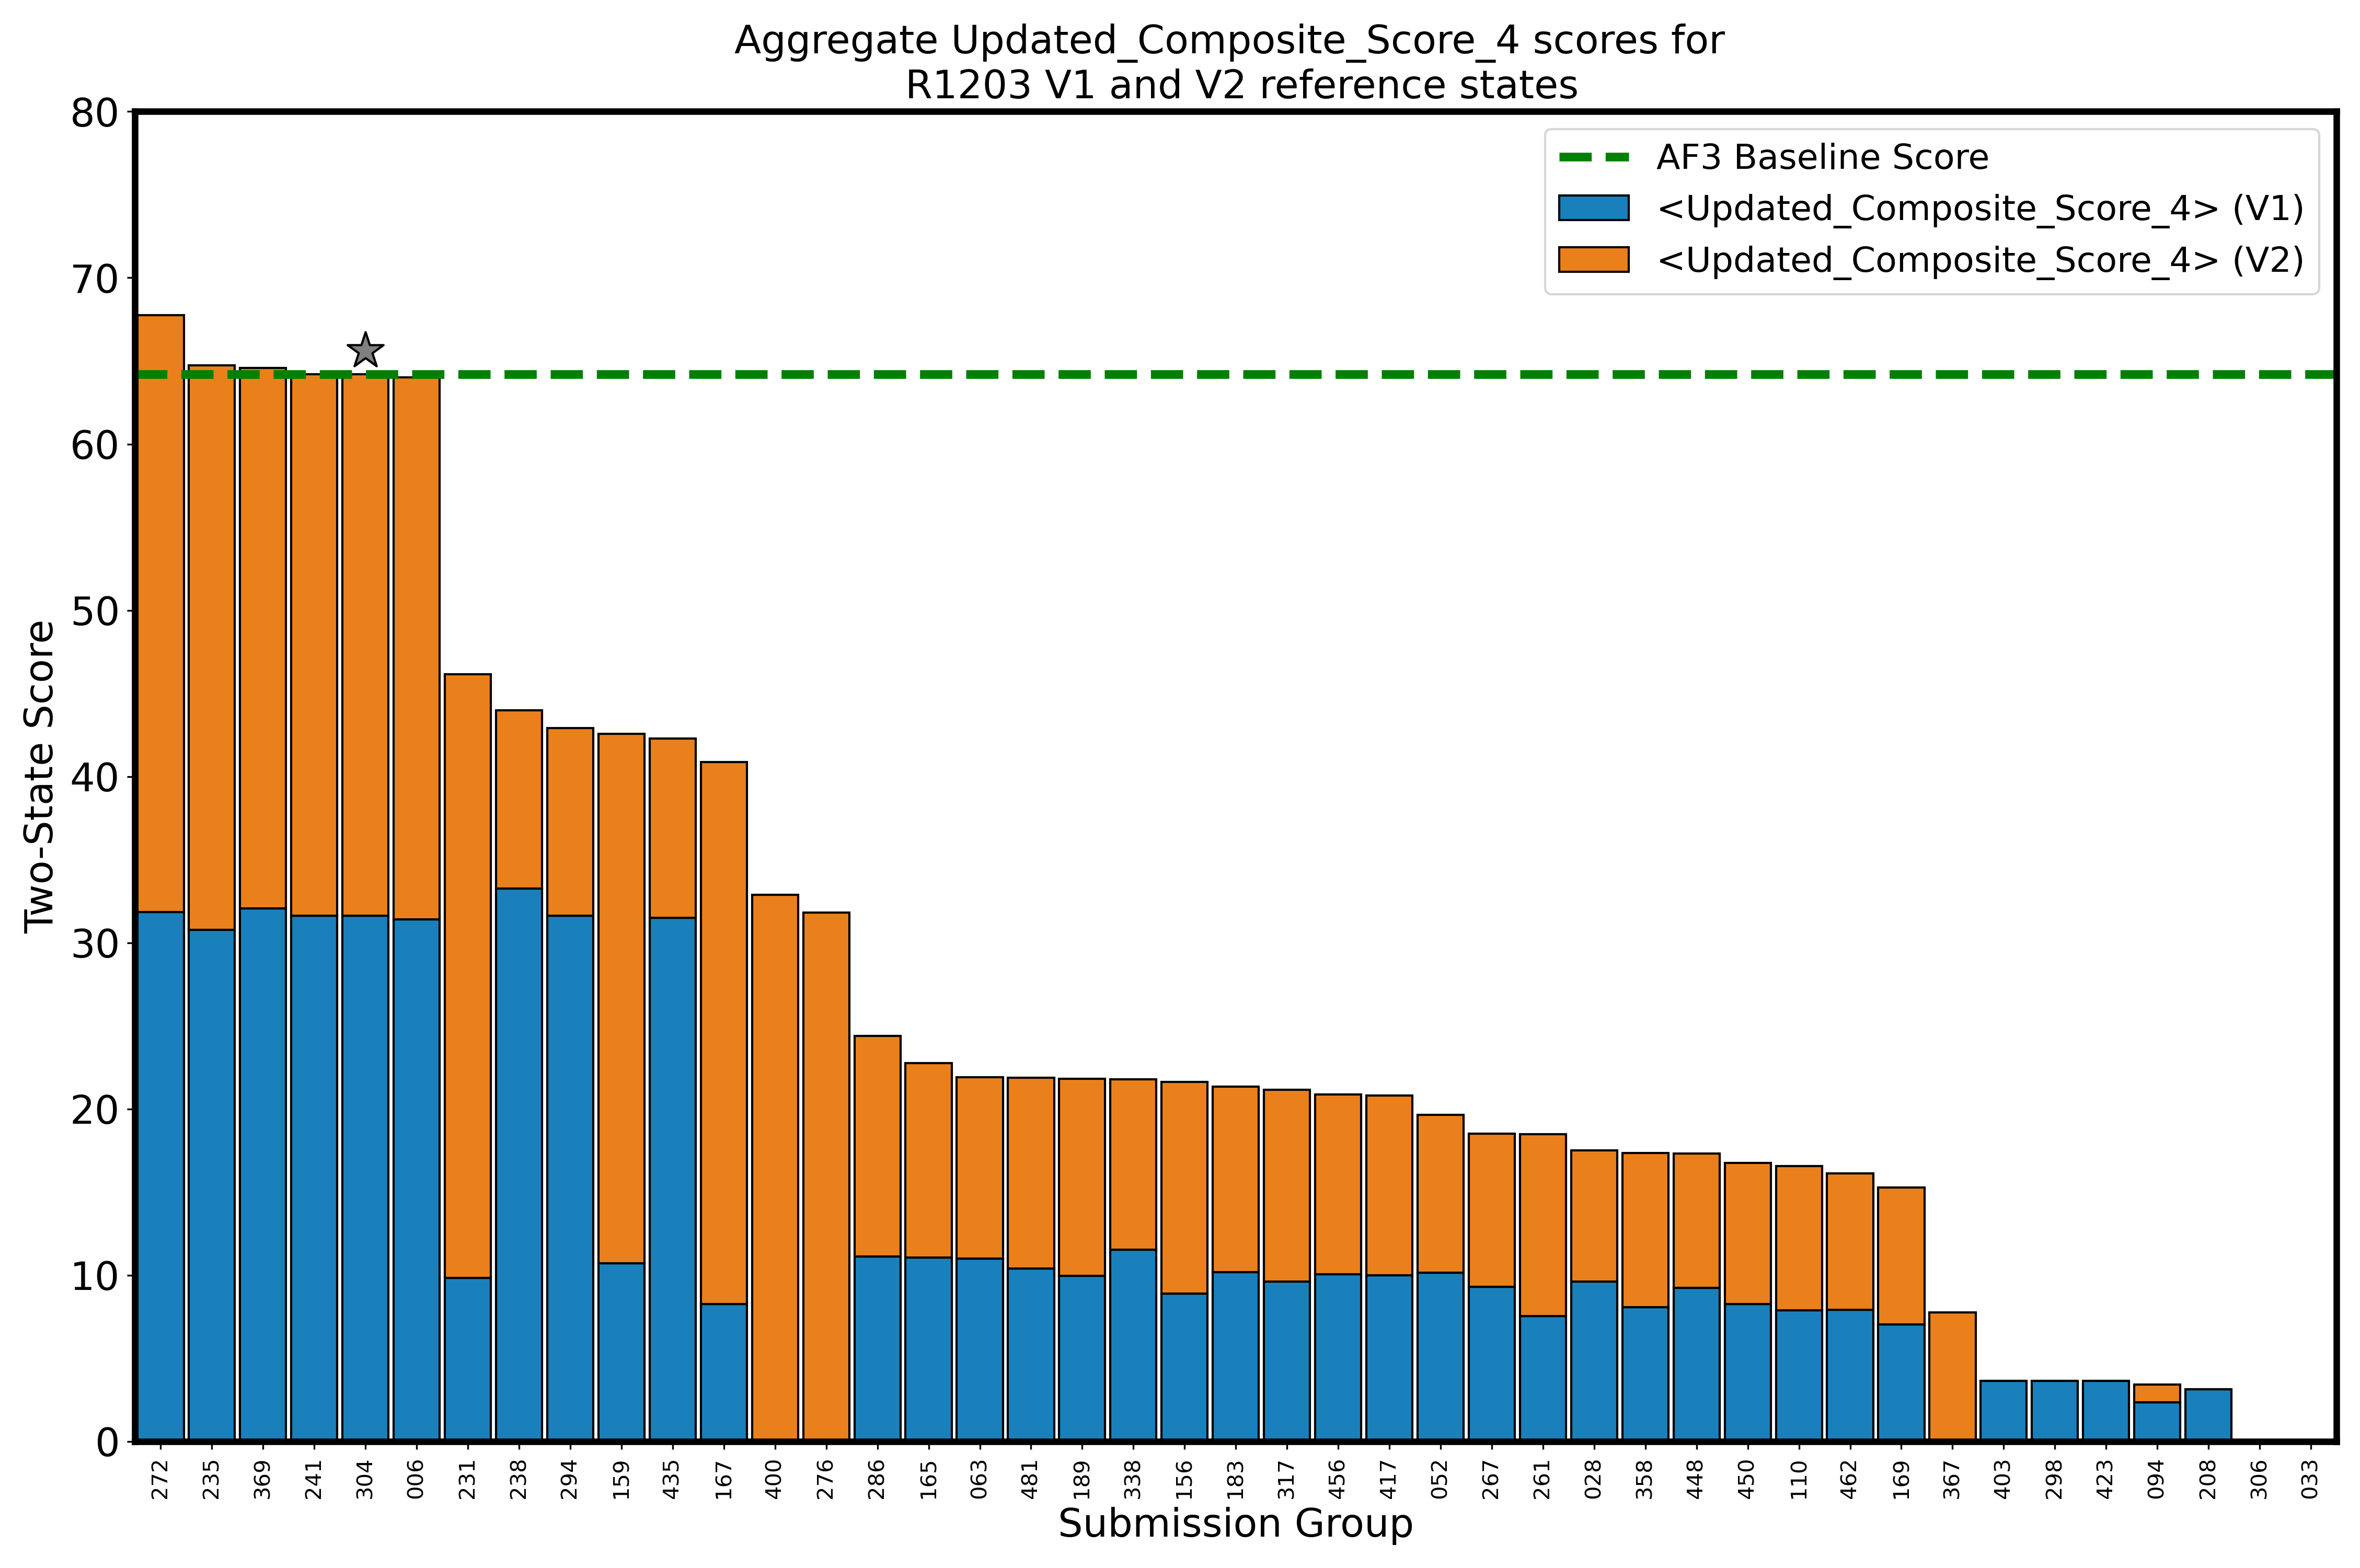 Aggregate Updated_Composite_Score_4 scores for
R1203 V1 and V2 reference states
AF3 Baseline Score
<Updated_Composite_Score_4> (V1)
<Updated_Composite_Score_4> (V2)
Two-State Score
80
70
60
50
40
30
20
10
0
272 235 369 241 304 006 231 238 294 159 435 167 400 276 286 165 063 481 189 338 156 183 317 456 417 052 267 261 028 358 448 450 110 462 169 367 403 298 423 094 208 306 033
Submission Group